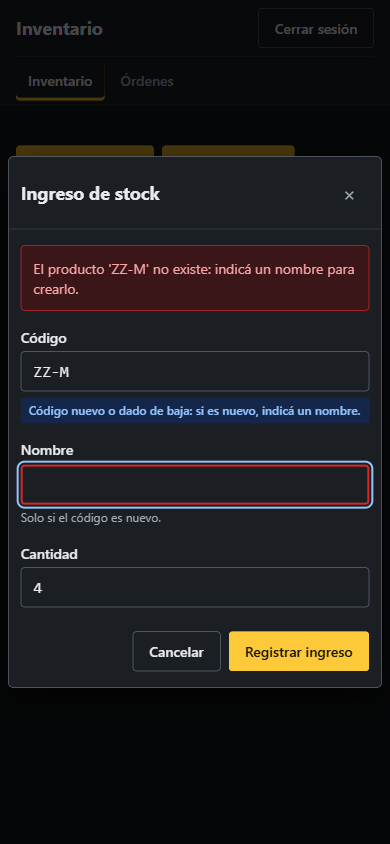 Inventario
Cerrar sesión
Inventario
Órdenes
Ingreso de stock
×
El producto 'ZZ-M' no existe: indicá un nombre para
crearlo.
Código
ZZ-M
Código nuevo o dado de baja: si es nuevo, indicá un nombre.
Nombre
Solo si el código es nuevo.
Cantidad
4
Cancelar
Registrar ingreso